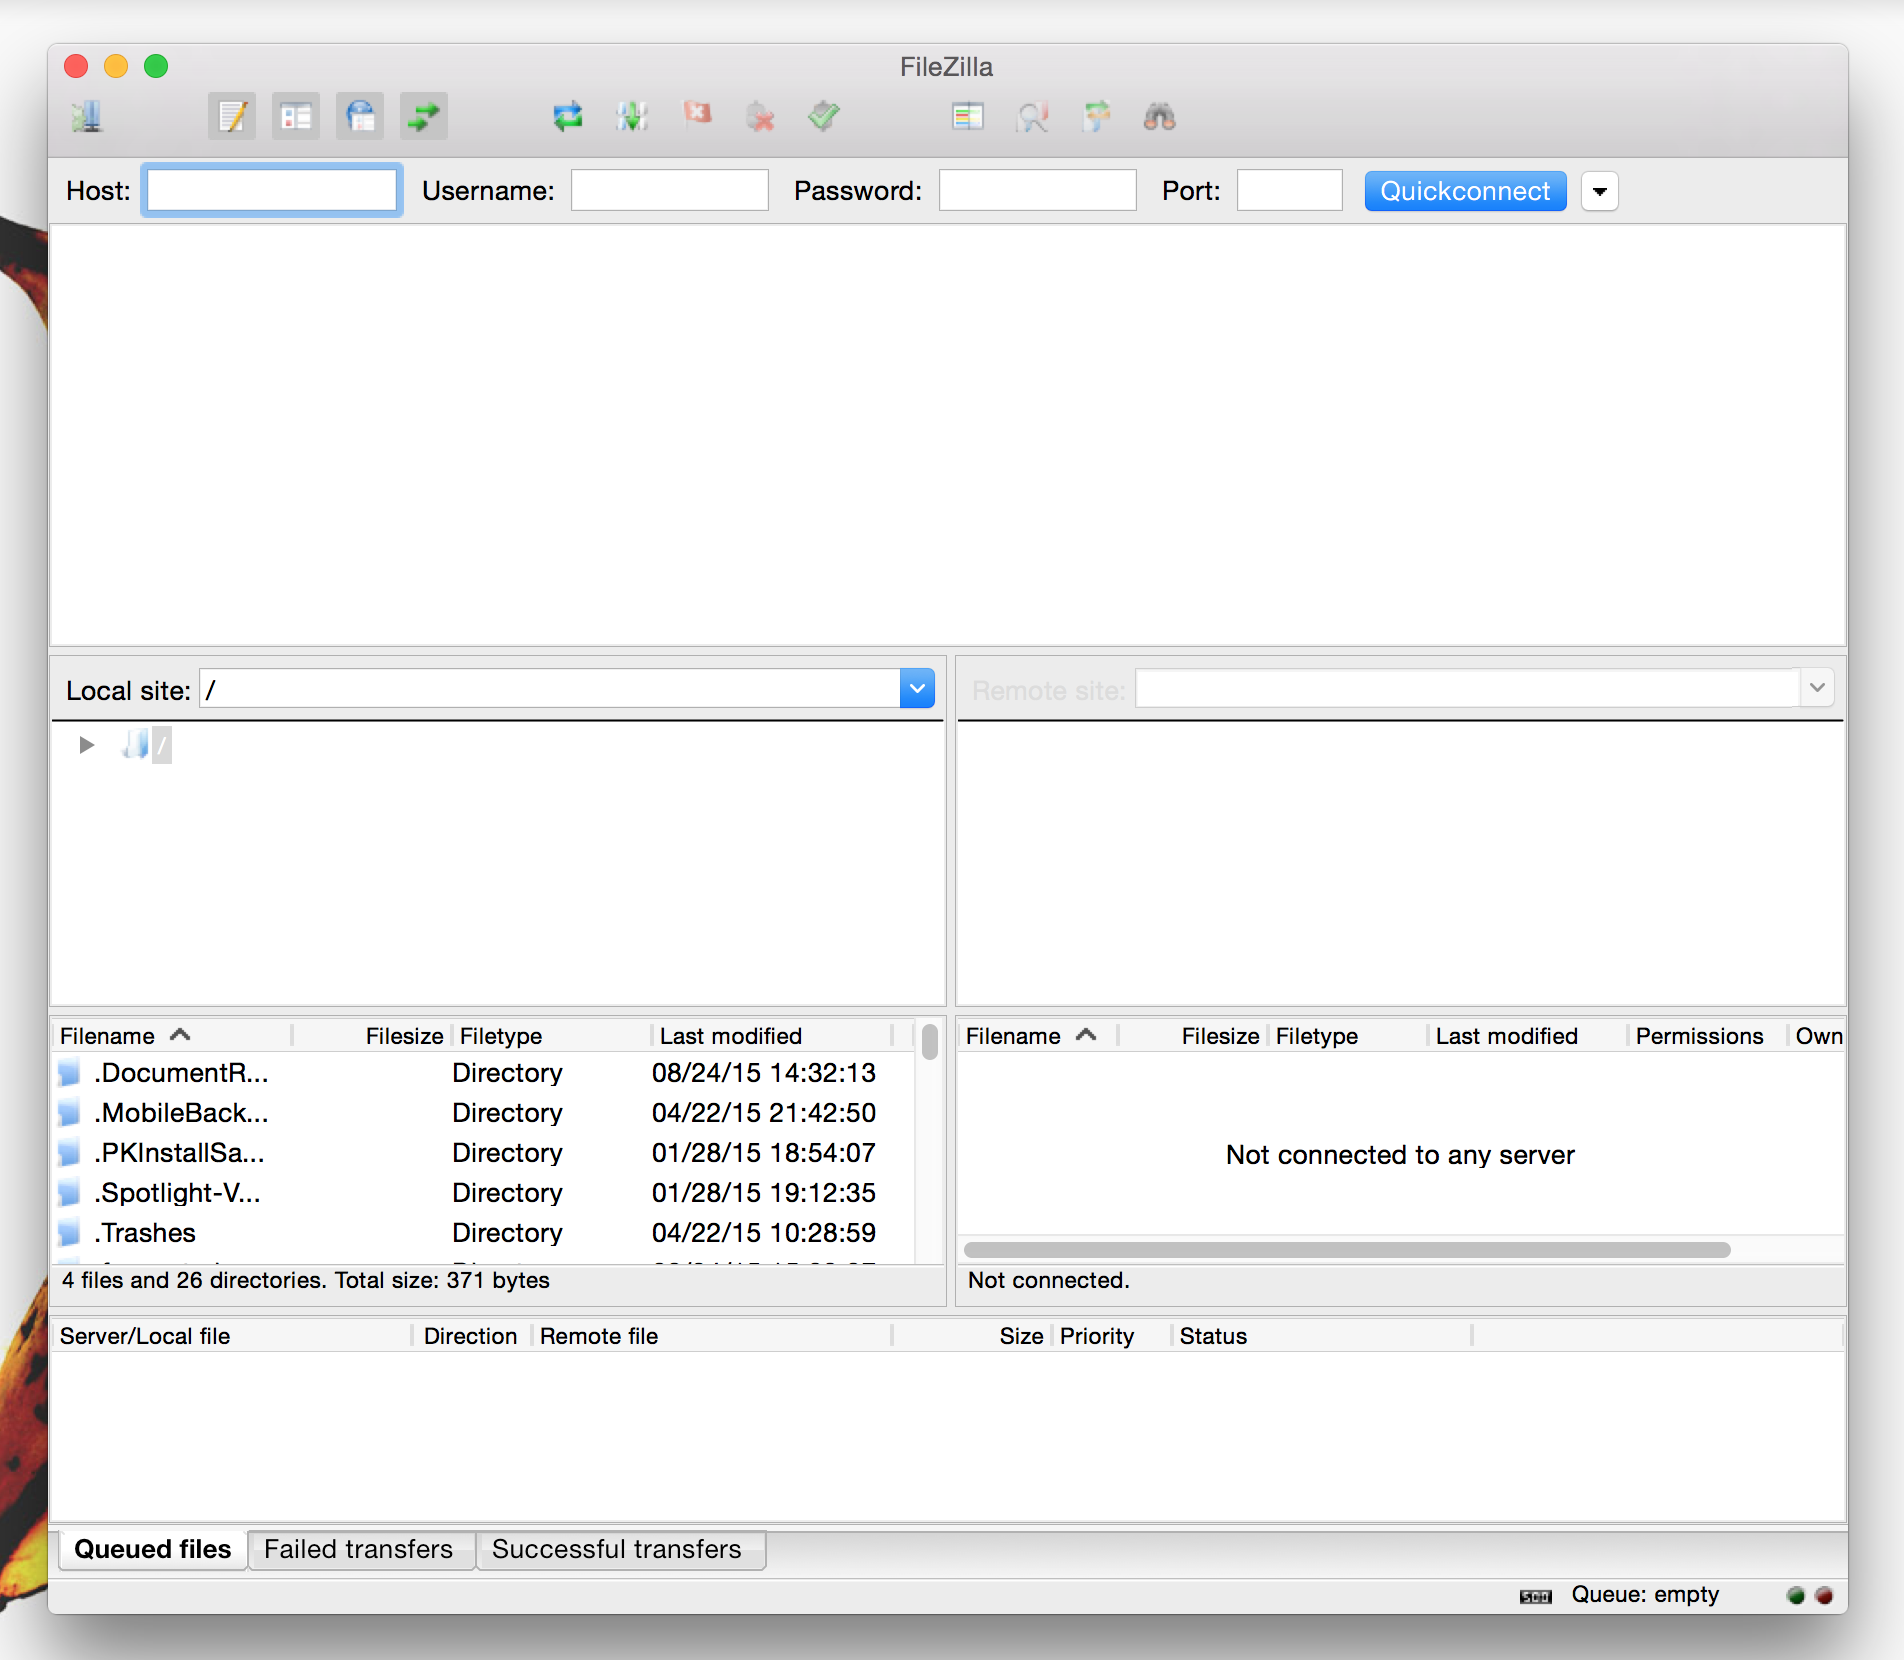 FileZilla
Host: Username: Password: Port: Quickconnect
Local site: /
Remote site:
/
Filename Filesize Filetype Last modified
.DocumentR... Directory 08/24/15 14:32:13
.MobileBack... Directory 04/22/15 21:42:50
.PKInstallSa... Directory 01/28/15 18:54:07
.Spotlight-V... Directory 01/28/15 19:12:35
.Trashes Directory 04/22/15 10:28:59
4 files and 26 directories. Total size: 371 bytes
Filename Filesize Filetype Last modified Permissions Own
Not connected to any server
Not connected.
Server/Local file Direction Remote file Size Priority Status
Queued files Failed transfers Successful transfers
Queue: empty